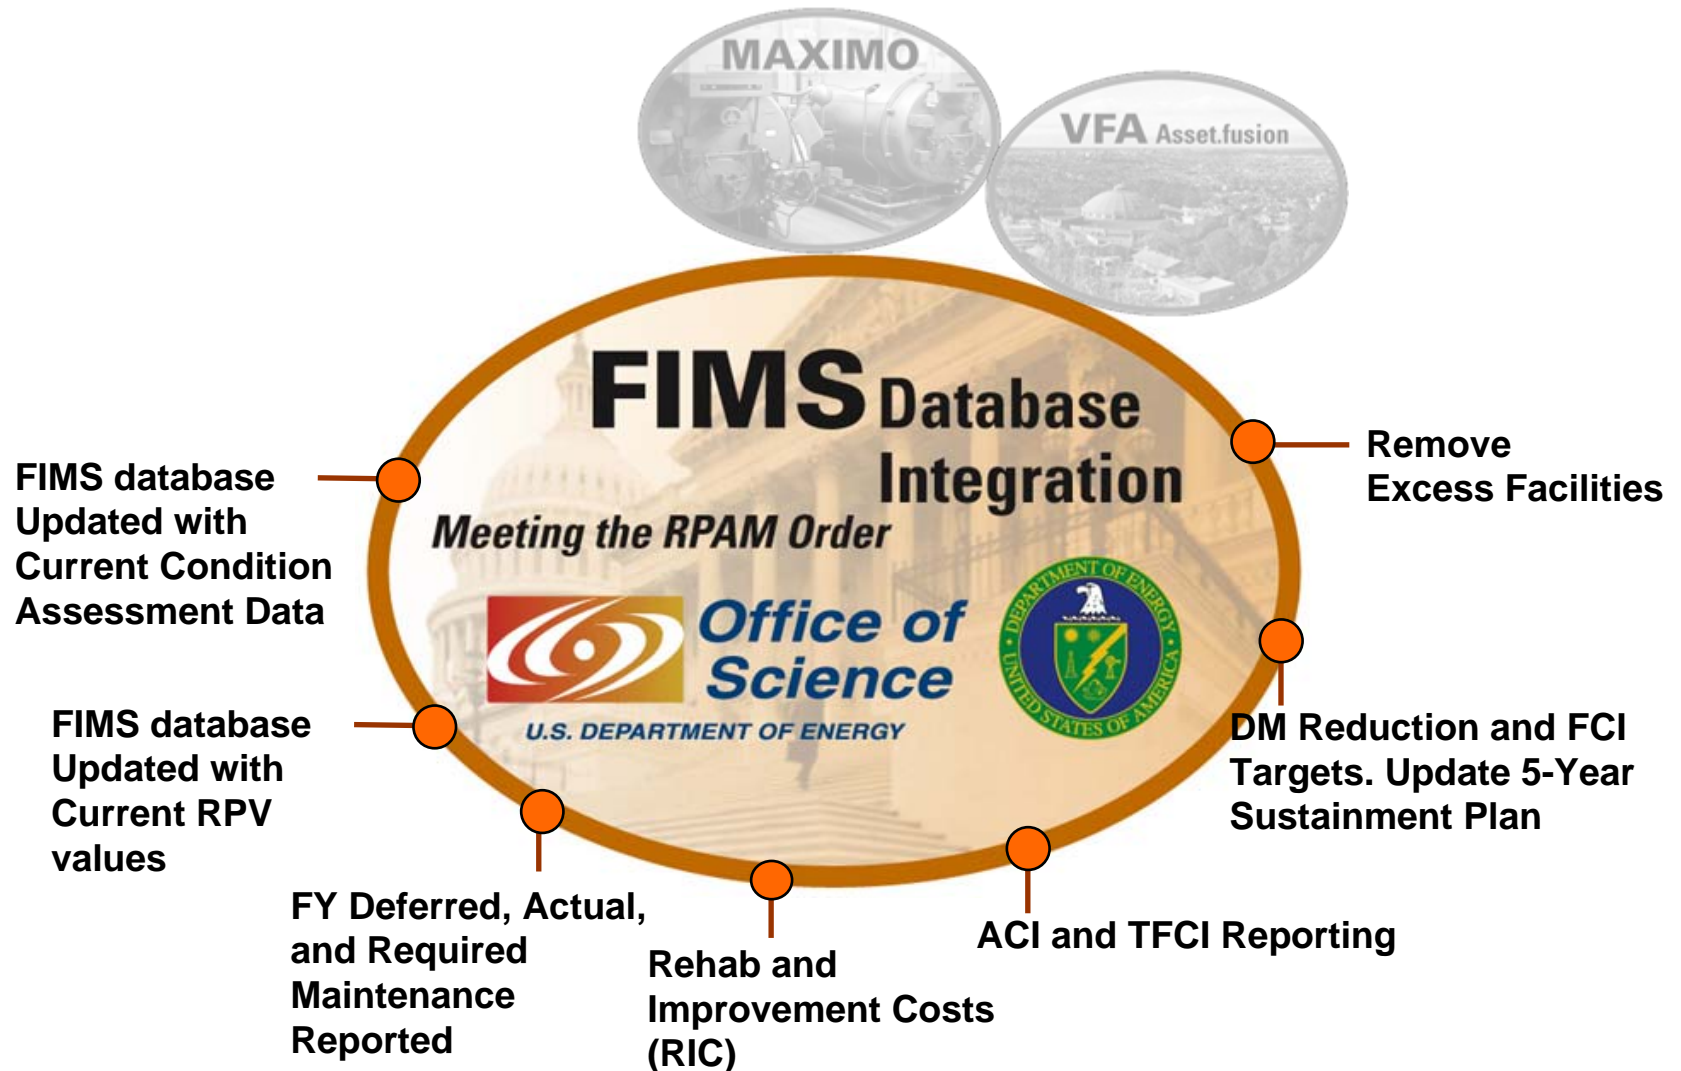 MAXIMO
VFA Asset.fusion
FIMS Database
Integration
Meeting the RPAM Order
Office of
Science
U.S. DEPARTMENT OF ENERGY
DEPARTMENT OF ENERGY
UNITED STATES OF AMERICA
FIMS database
Updated with
Current Condition
Assessment Data
FIMS database
Updated with
Current RPV
values
FY Deferred, Actual,
and Required
Maintenance
Reported
Rehab and
Improvement Costs
(RIC)
ACI and TFCI Reporting
DM Reduction and FCI
Targets. Update 5-Year
Sustainment Plan
Remove
Excess Facilities